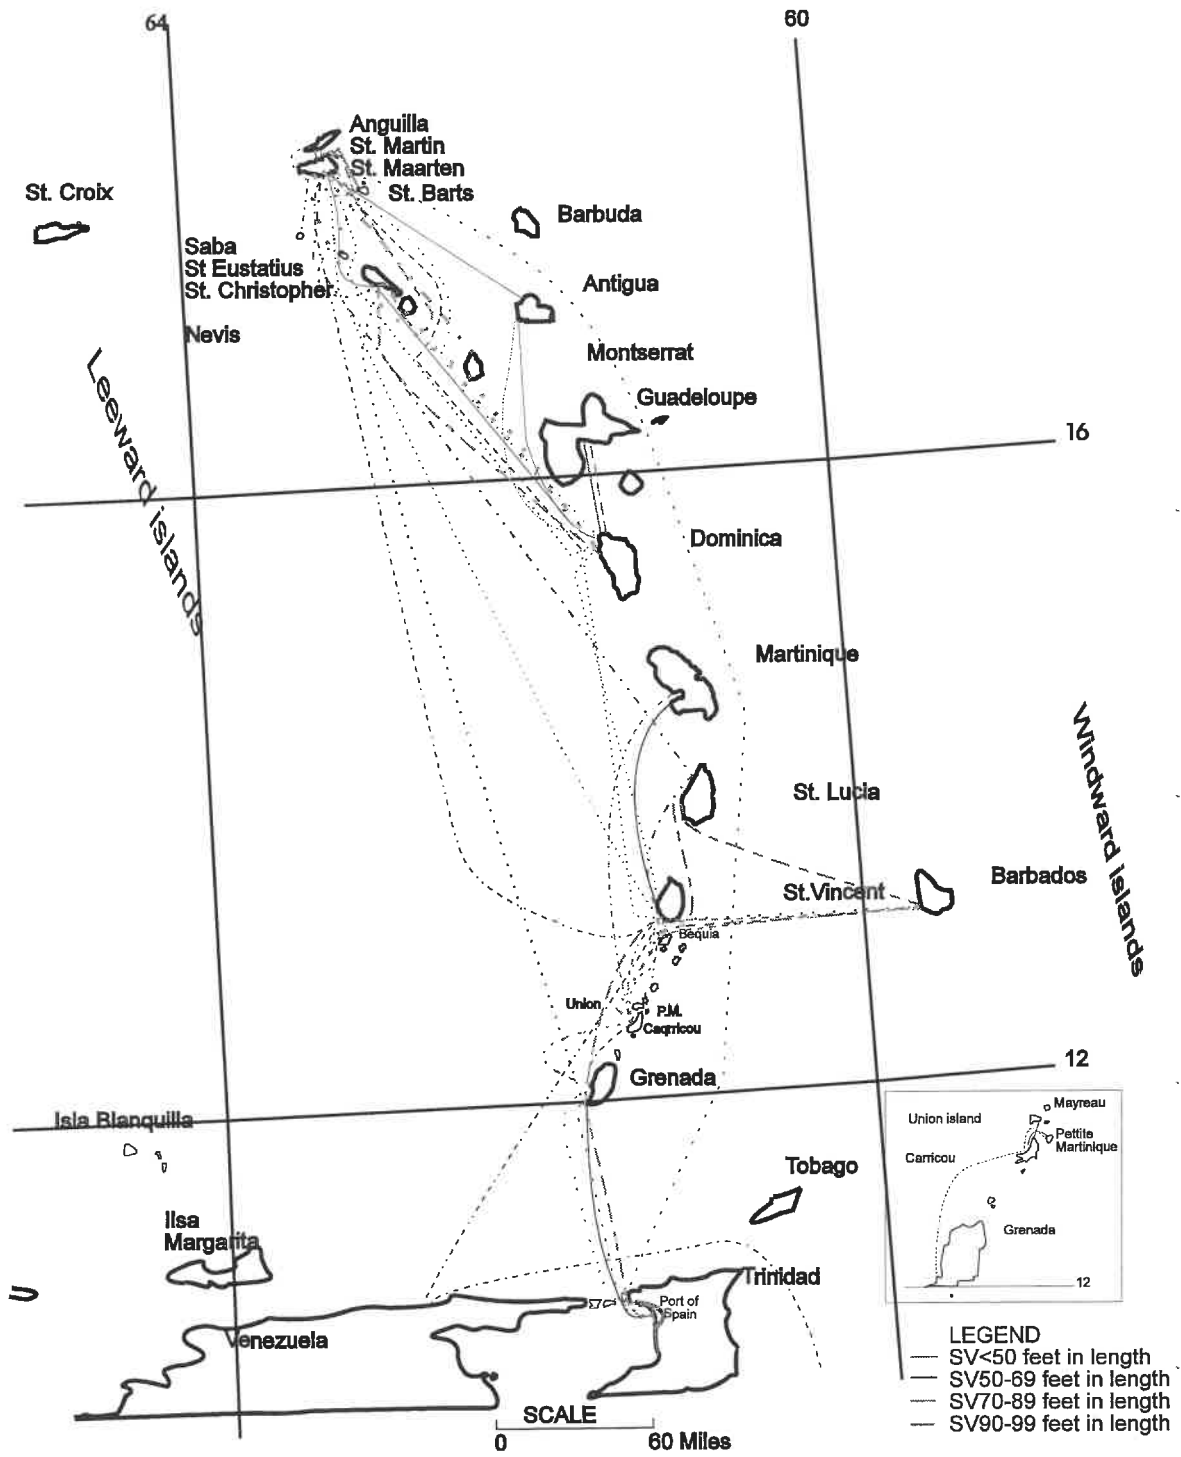 64
60
Anguilla
St. Martin
St. Maarten
St. Barts
St. Croix
Barbuda
Saba
St Eustatius
St. Christopher
Antigua
Nevis
Montserrat
Guadeloupe
16
Leeward islands
Dominica
Martinique
Windward islands
St. Lucia
Barbados
St.Vincent
Bequia
Union
P.M.
Caqrricou
12
Grenada
Isla Blanquilla
Mayreau
Union island
Pettite
Martinique
Carricou
Grenada
12
Tobago
Ilsa
Margarita
Trinidad
Port of
Spain
Venezuela
LEGEND
SV<50 feet in length
SV50-69 feet in length
SV70-89 feet in length
SV90-99 feet in length
SCALE
0 60 Miles